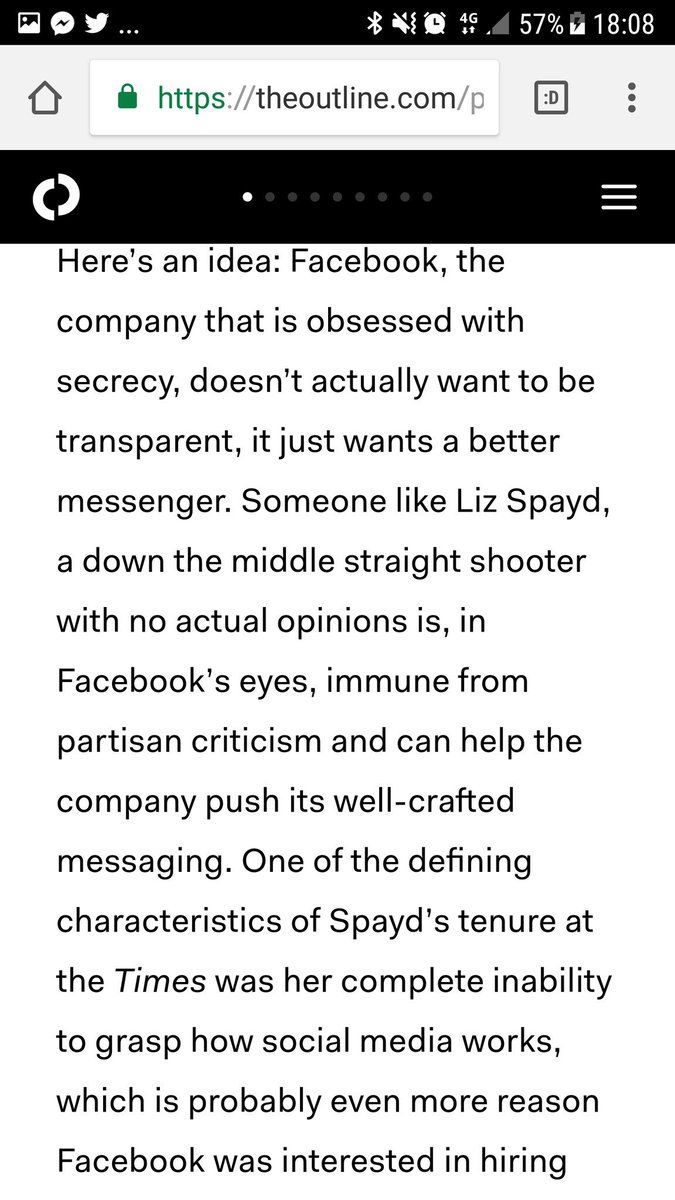 ... 4G 57% 18:08
https://theoutline.com/p :D
Here’s an idea: Facebook, the
company that is obsessed with
secrecy, doesn’t actually want to be
transparent, it just wants a better
messenger. Someone like Liz Spayd,
a down the middle straight shooter
with no actual opinions is, in
Facebook’s eyes, immune from
partisan criticism and can help the
company push its well-crafted
messaging. One of the defining
characteristics of Spayd’s tenure at
the Times was her complete inability
to grasp how social media works,
which is probably even more reason
Facebook was interested in hiring